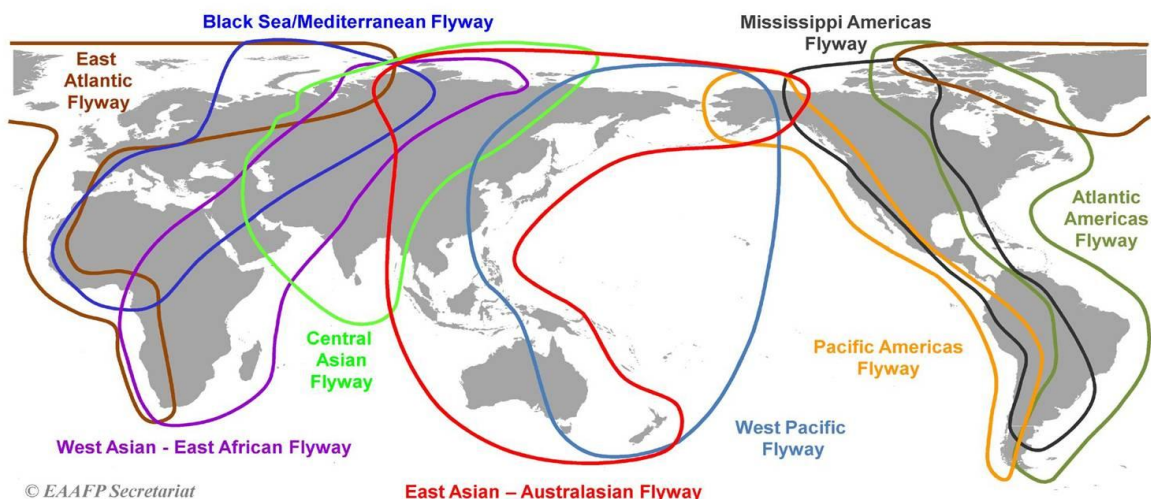 Black Sea/Mediterranean Flyway
Mississippi Americas
Flyway
East
Atlantic
Flyway
Atlantic
Americas
Flyway
Central
Asian
Flyway
Pacific Americas
Flyway
West Asian - East African Flyway
West Pacific
Flyway
© EAAFP Secretariat
East Asian – Australasian Flyway